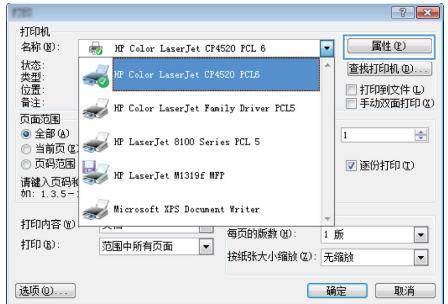 打印机
名称(N): HP Color LaserJet CP4520 PCL 6 属性(P)
状态:
HP Color LaserJet CP4520 PCL6 查找打印机(D)...
类型:
位置: 打印到文件(L)
备注: HP Color LaserJet Family Driver PCL5 手动双面打印(X)
页面范围
全部(A) HP LaserJet 8100 Series PCL 5 1
当前页(E)
页码范围 HP LaserJet M1319f MFP 逐份打印(T)
请键入页码和
如: 1.3.5-
Microsoft XPS Document Writer
打印内容(W):
每页的版数(H): 1 版
打印(R): 范围中所有页面
按纸张大小缩放(Z): 无缩放
选项(O)... 确定 取消